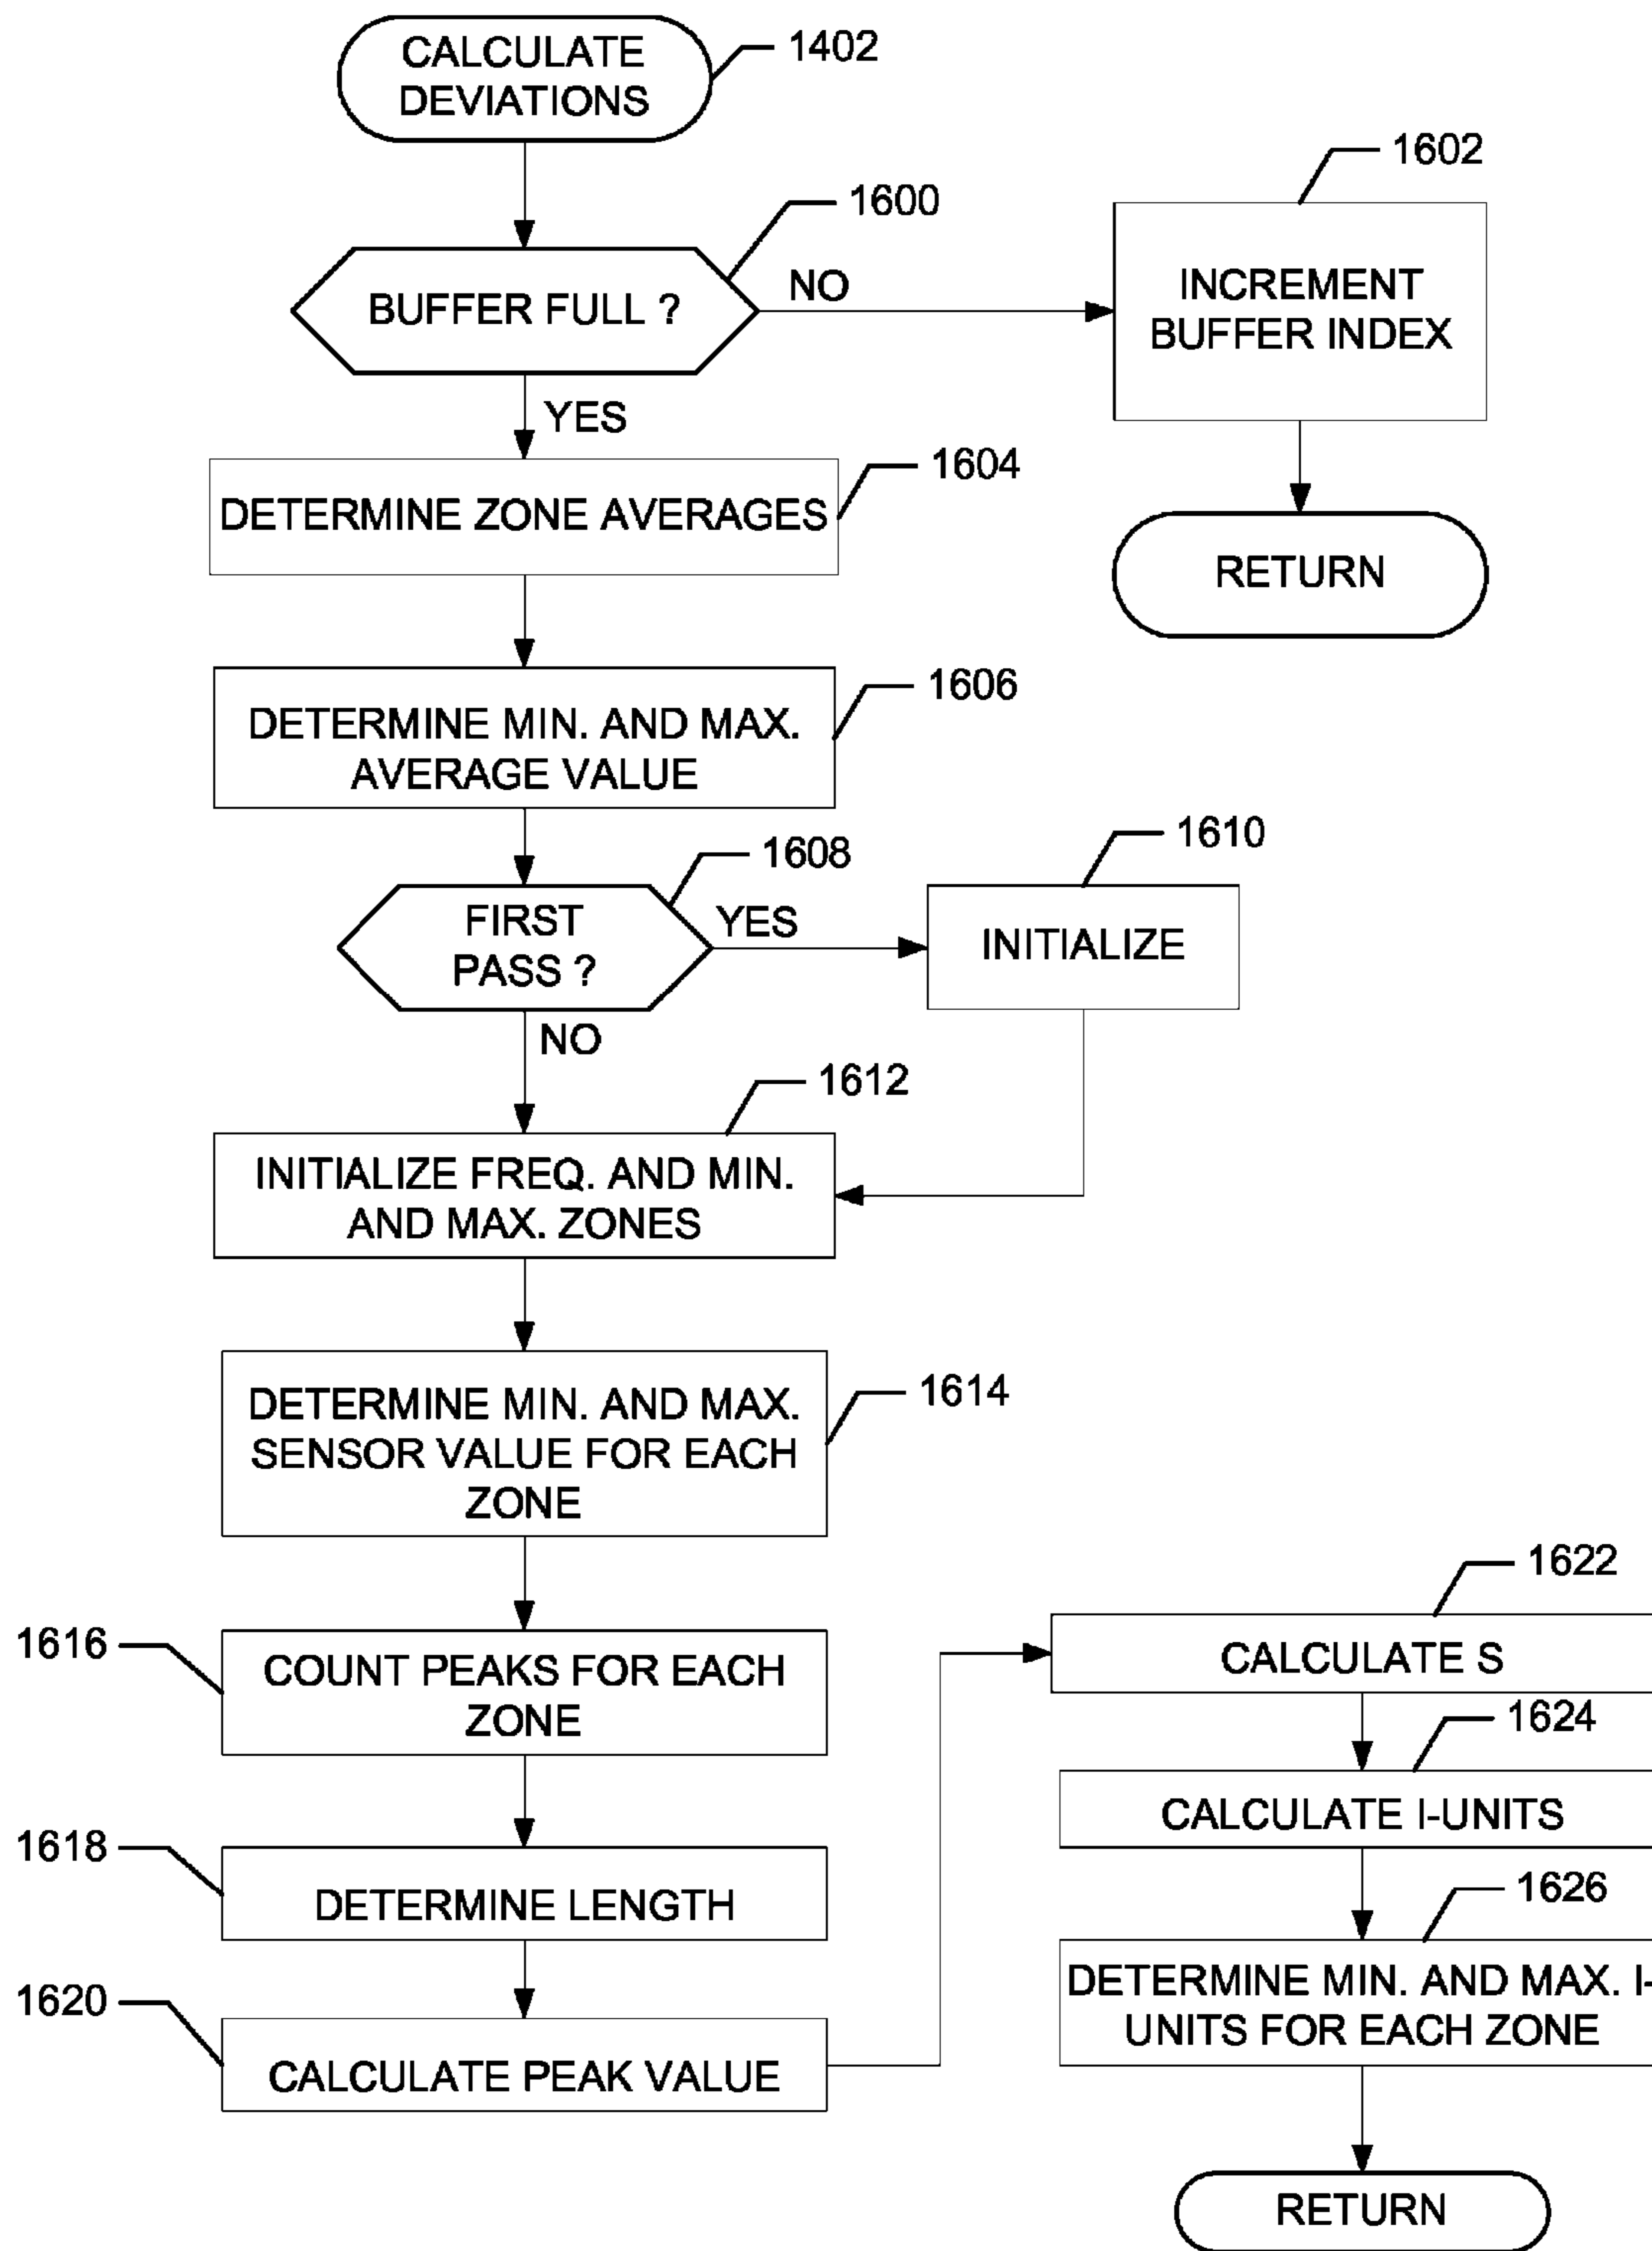 CALCULATE
DEVIATIONS
1402
1600
BUFFER FULL ?
NO
1602
INCREMENT
BUFFER INDEX
RETURN
YES
1604
DETERMINE ZONE AVERAGES
1606
DETERMINE MIN. AND MAX.
AVERAGE VALUE
1608
FIRST
PASS ?
YES
1610
INITIALIZE
NO
1612
INITIALIZE FREQ. AND MIN.
AND MAX. ZONES
1614
DETERMINE MIN. AND MAX.
SENSOR VALUE FOR EACH
ZONE
1616
COUNT PEAKS FOR EACH
ZONE
1618
DETERMINE LENGTH
1620
CALCULATE PEAK VALUE
1622
CALCULATE S
1624
CALCULATE I-UNITS
1626
DETERMINE MIN. AND MAX. I-
UNITS FOR EACH ZONE
RETURN